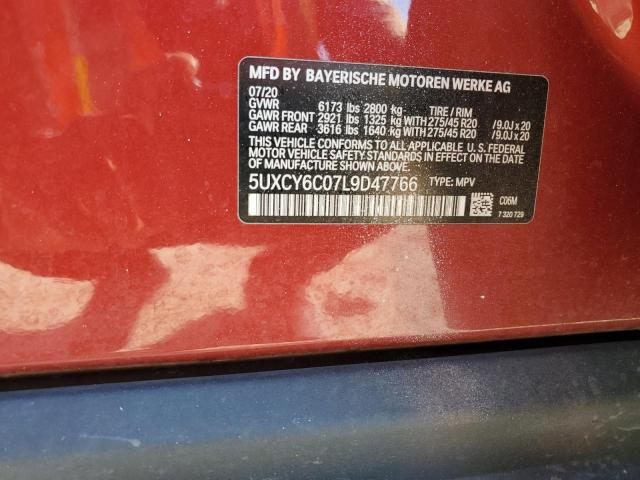 MFD BY BAYERISCHE MOTOREN WERKE AG
07/20
GVWR 6173 lbs 2800 kg TIRE / RIM
GAWR FRONT 2921 lbs 1325 kg WITH 275/45 R20 /9.0J x 20
GAWR REAR 3616 lbs 1640 kg WITH 275/45 R20 /9.0J x 20
THIS VEHICLE CONFORMS TO ALL APPLICABLE U. S. FEDERAL
MOTOR VEHICLE SAFETY STANDARDS IN EFFECT ON THE DATE
OF MANUFACTURE SHOWN ABOVE.
5UXCY6C07L9D47766 TYPE: MPV
C06M
7 320 729